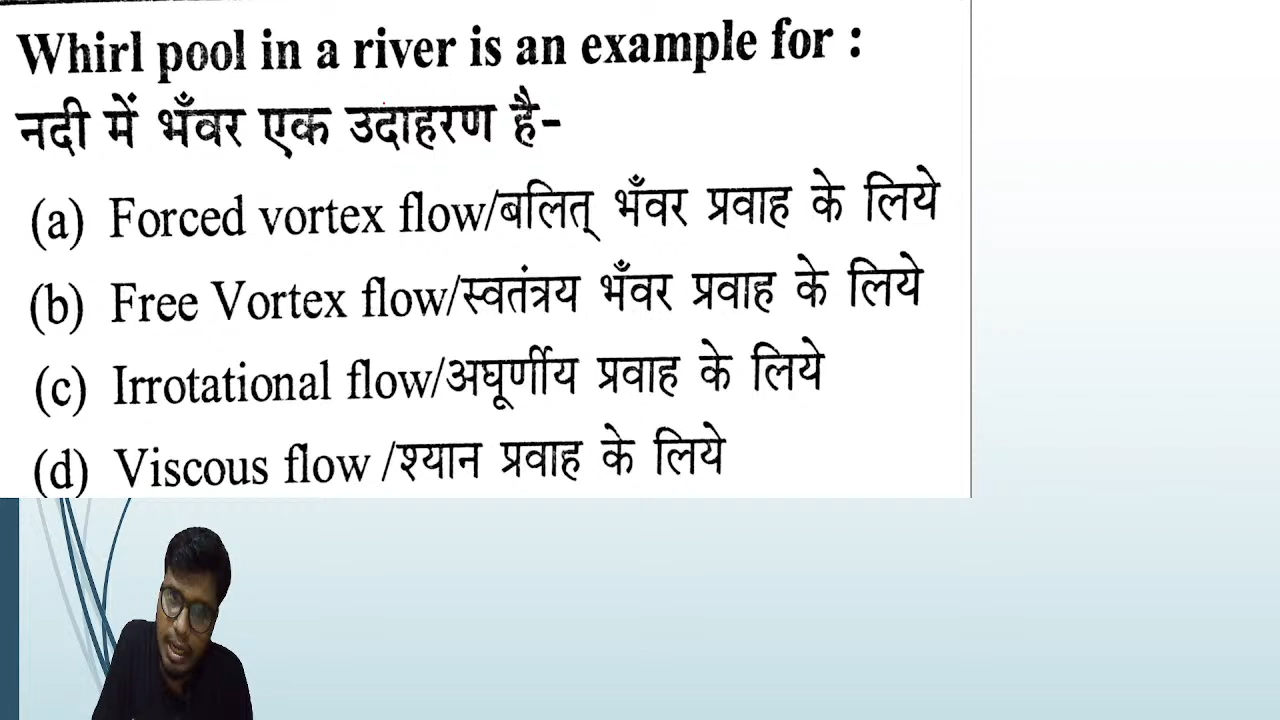 Whirl pool in a river is an example for :
नदी में भँवर एक उदाहरण है-
(a) Forced vortex flow/बलित् भँवर प्रवाह के लिये
(b) Free Vortex flow/स्वतंत्रय भँवर प्रवाह के लिये
(c) Irrotational flow/अघूर्णीय प्रवाह के लिये
(d) Viscous flow /श्यान प्रवाह के लिये